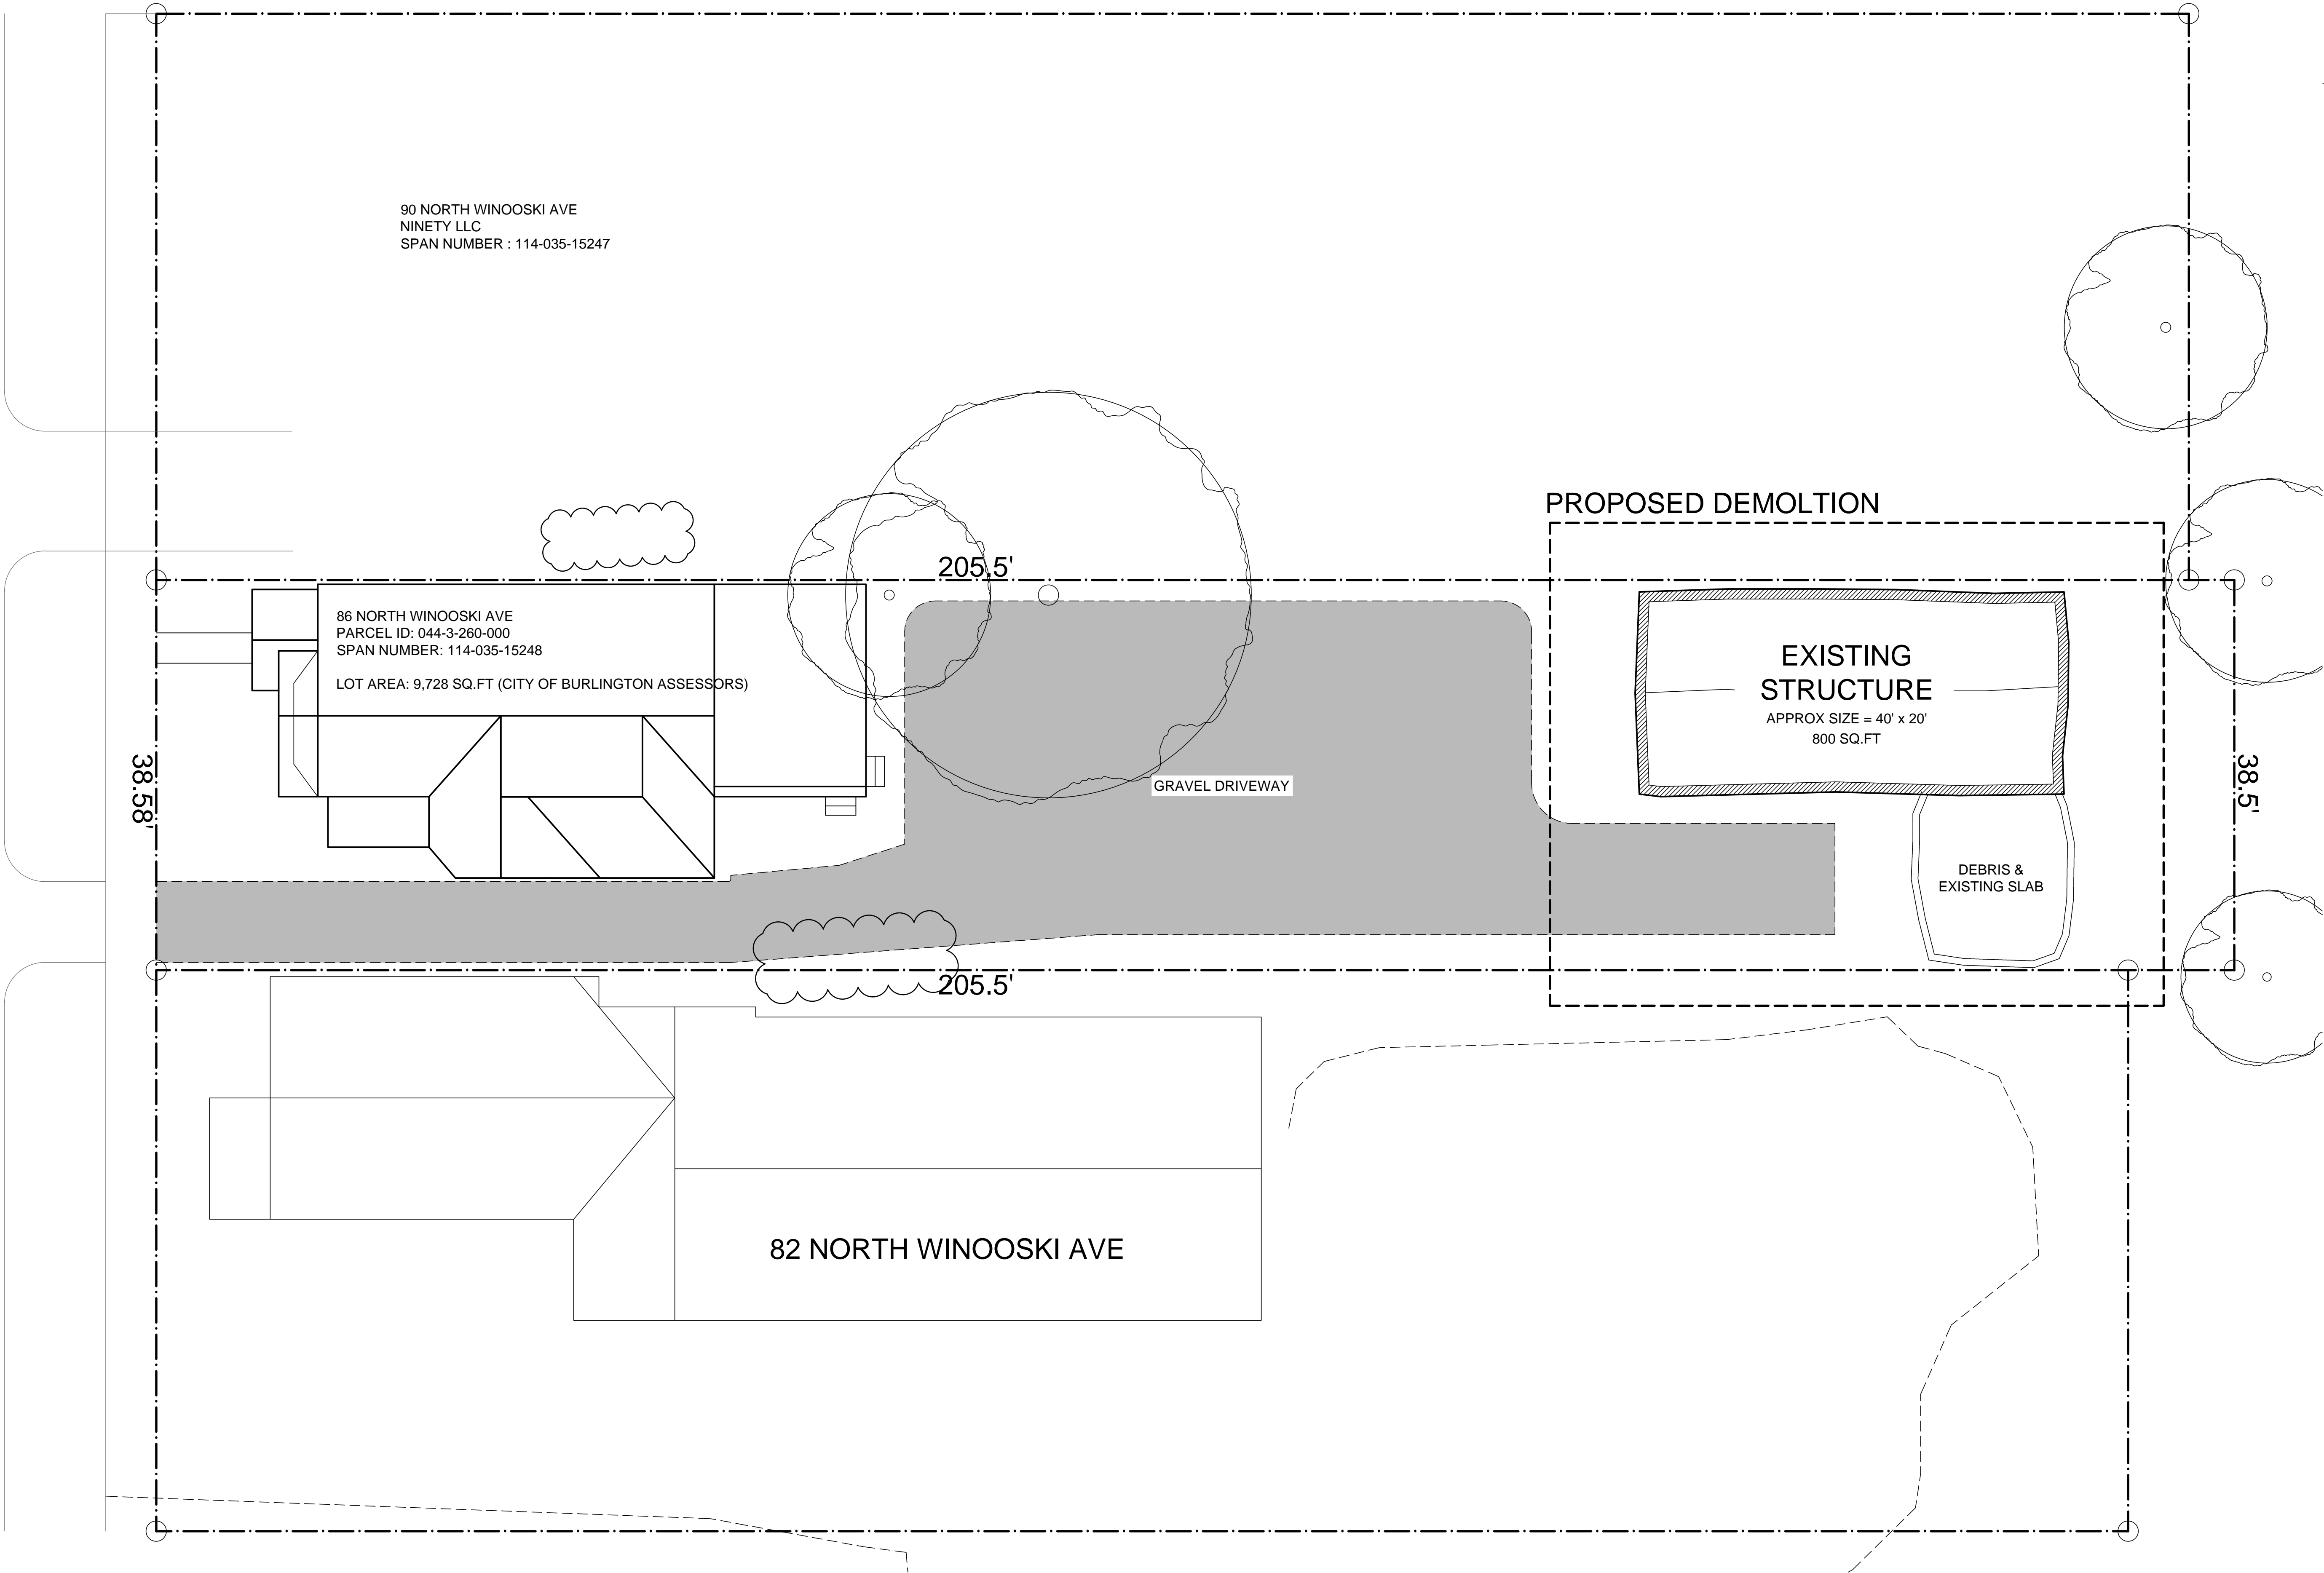 90 NORTH WINOOSKI AVE
NINETY LLC
SPAN NUMBER : 114-035-15247
PROPOSED DEMOLTION
205.5'
86 NORTH WINOOSKI AVE
PARCEL ID: 044-3-260-000
SPAN NUMBER: 114-035-15248
LOT AREA: 9,728 SQ.FT (CITY OF BURLINGTON ASSESSORS)
EXISTING
STRUCTURE
APPROX SIZE = 40' x 20'
800 SQ.FT
38.58'
GRAVEL DRIVEWAY
38.5'
DEBRIS &
EXISTING SLAB
205.5'
82 NORTH WINOOSKI AVE